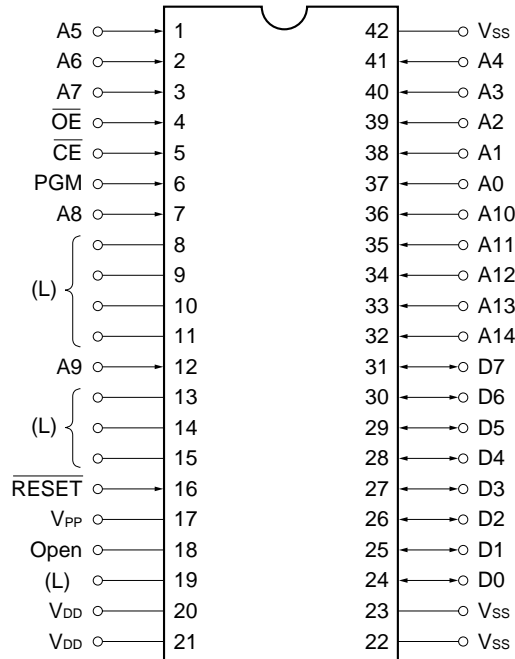 A5 1 42 Vss
A6 2 41 A4
A7 3 40 A3
OE 4 39 A2
CE 5 38 A1
PGM 6 37 A0
A8 7 36 A10
8 35 A11
(L) 9 34 A12
10 33 A13
11 32 A14
A9 12 31 D7
13 30 D6
(L) 14 29 D5
15 28 D4
RESET 16 27 D3
VPP 17 26 D2
Open 18 25 D1
(L) 19 24 D0
VDD 20 23 Vss
VDD 21 22 Vss